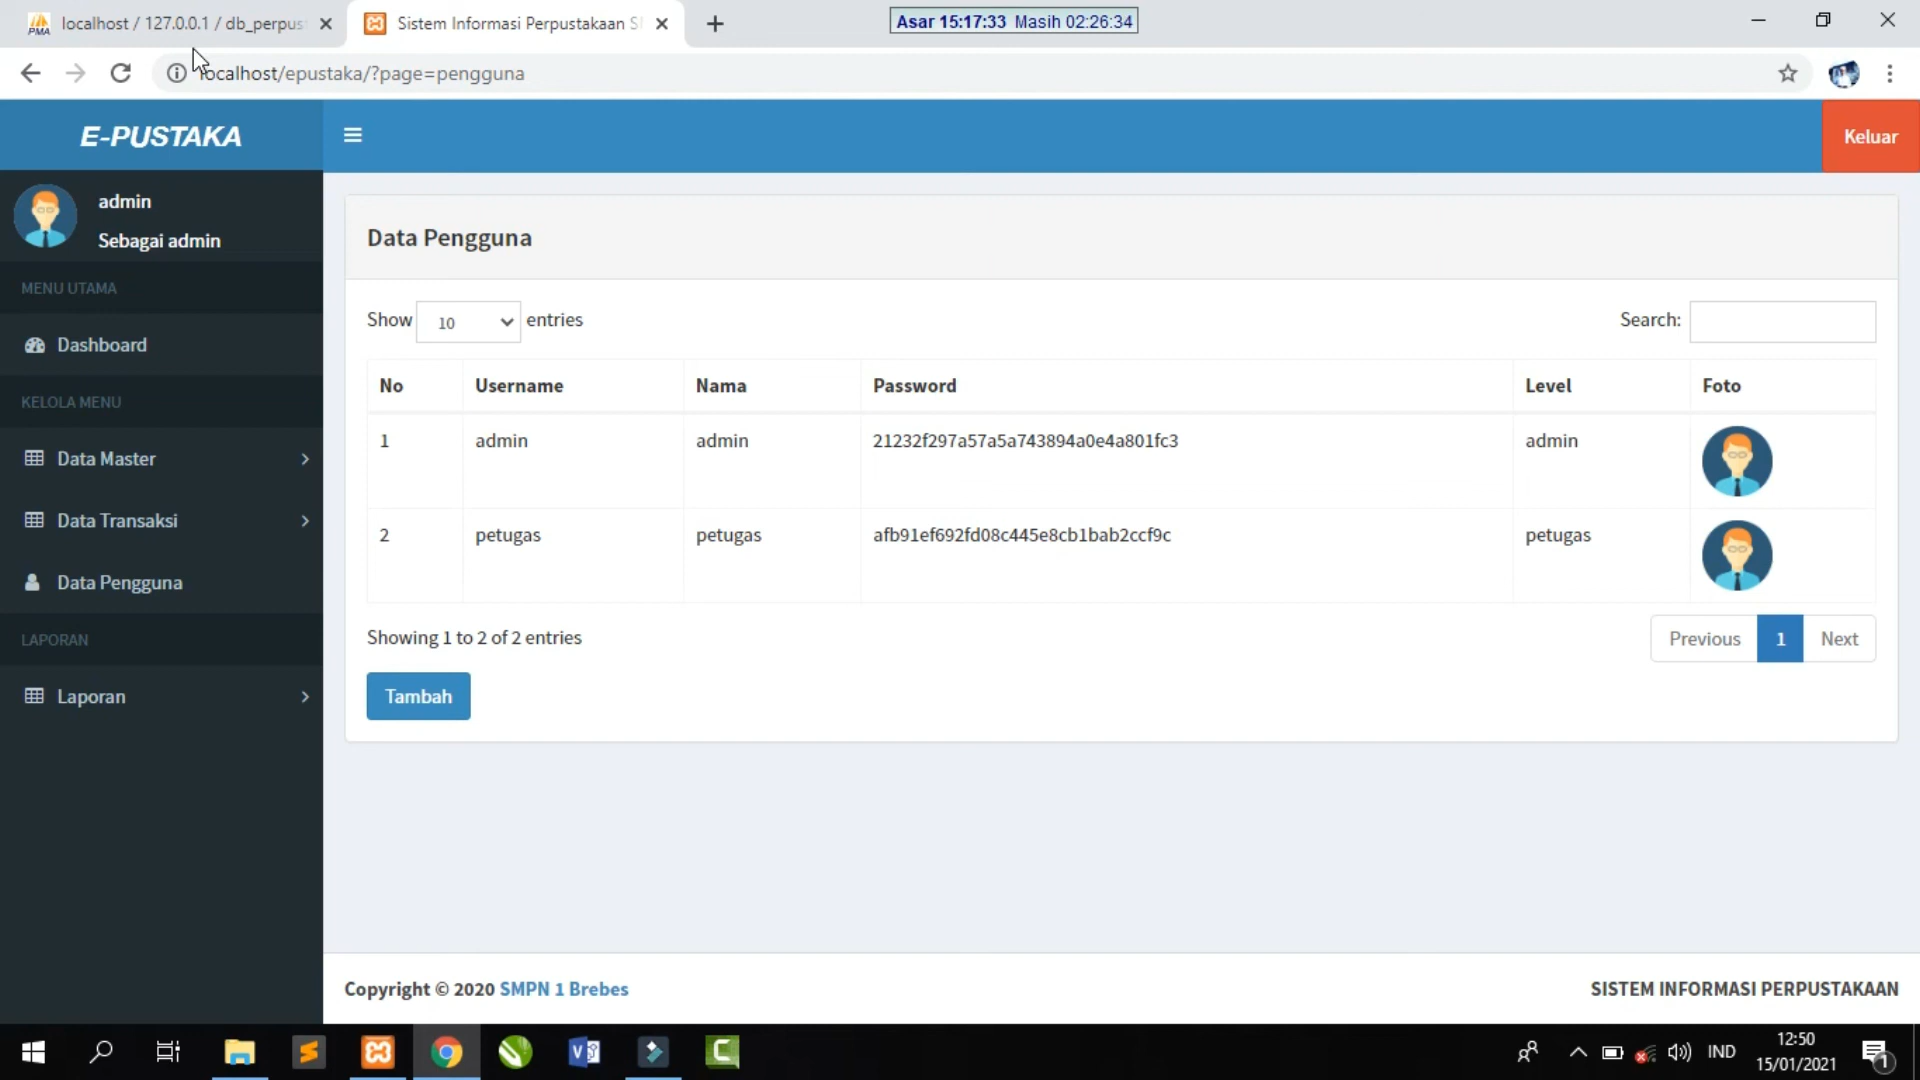 localhost / 127.0.0.1 / db_perpus
Sistem Informasi Perpustakaan S
Asar 15:17:33 Masih 02:26:34
localhost/epustaka/?page=pengguna
E-PUSTAKA
Keluar
admin
Sebagai admin
MENU UTAMA
Dashboard
KELOLA MENU
Data Master
Data Transaksi
Data Pengguna
LAPORAN
Laporan
Data Pengguna
Show 10 entries
Search:
No Username Nama Password Level Foto
1 admin admin 21232f297a57a5a743894a0e4a801fc3 admin
2 petugas petugas afb91ef692fd08c445e8cb1bab2ccf9c petugas
Showing 1 to 2 of 2 entries
Previous 1 Next
Tambah
Copyright © 2020 SMPN 1 Brebes
SISTEM INFORMASI PERPUSTAKAAN
IND
12:50
15/01/2021
1